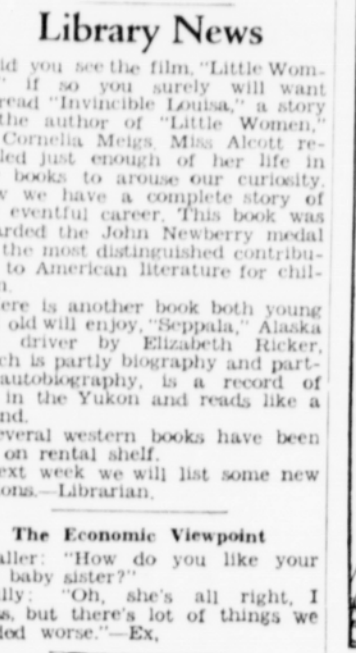 Library News
id you see the film, "Little Wom-
" if so you surely will want
read "Invincible Louisa," a story
the author of "Little Women,"
Cornelia Meigs. Miss Alcott re-
led just enough of her life in
books to arouse our curiosity.
w we have a complete story of
eventful career. This book was
arded the John Newberry medal
the most distinguished contribu-
to American literature for chil-
n.
ere is another book both young
old will enjoy, "Seppala," Alaska
driver by Elizabeth Ricker,
ch is partly biography and part-
autobiography, is a record of
in the Yukon and reads like a
nd.
everal western books have been
on rental shelf.
ext week we will list some new
ons.—Librarian.
The Economic Viewpoint
aller: "How do you like your
baby sister?"
lly: "Oh, she's all right, I
s, but there's lot of things we
ded worse."—Ex,